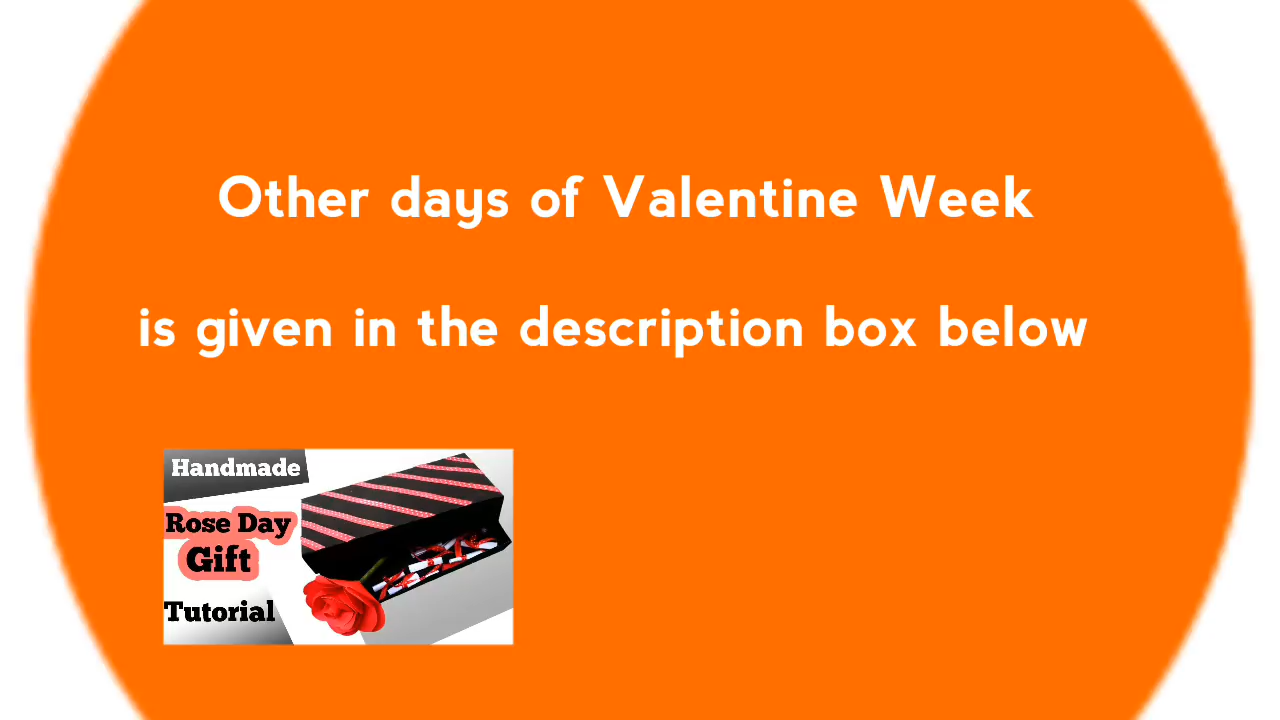 Other days of Valentine Week
is given in the description box below
Handmade
Rose Day
Gift
Tutorial